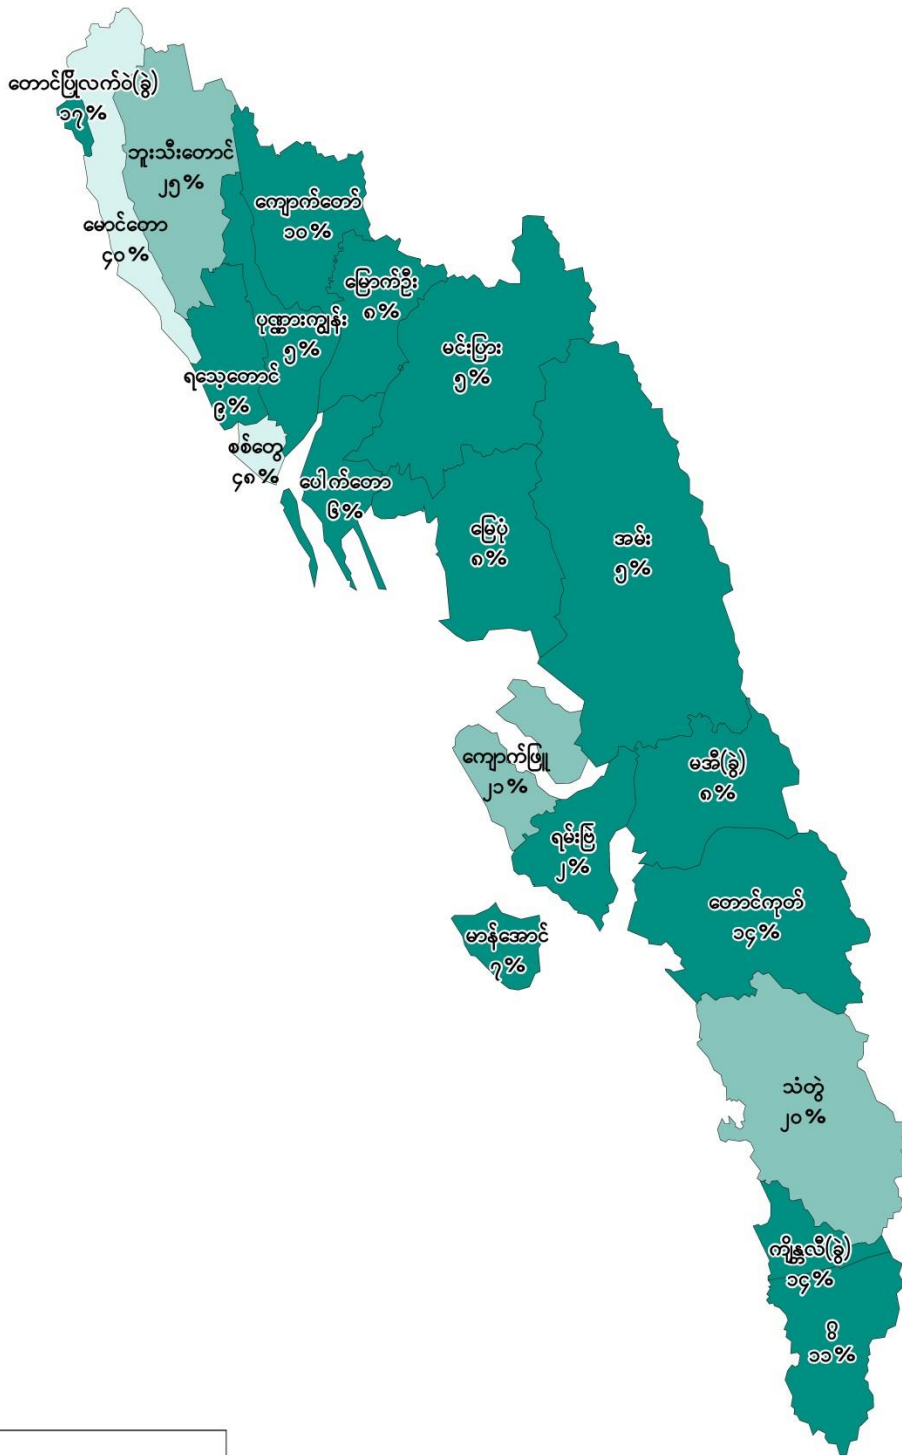 တောင်ပြိုလက်ဝဲ(ခွဲ)
၁၇%
ဘူးသီးတောင်
၂၅%
မောင်တော
၄၀%
ကျောက်တော်
၁၀%
မြောက်ဦး
၈%
ပုဏ္ဏားကျွန်း
၅%
မင်းပြား
၅%
ရသေ့တောင်
၉%
စစ်တွေ
၄၈%
ပေါက်တော
၆%
မြေပုံ
၈%
အမ်း
၅%
ကျောက်ဖြူ
၂၁%
မအီ(ခွဲ)
၈%
ရမ်းဗြဲ
၂%
တောင်ကုတ်
၁၄%
မာန်အောင်
၇%
သံတွဲ
၂၀%
ကျိန္တလီ(ခွဲ)
၁၄%
ဂွ
၁၁%